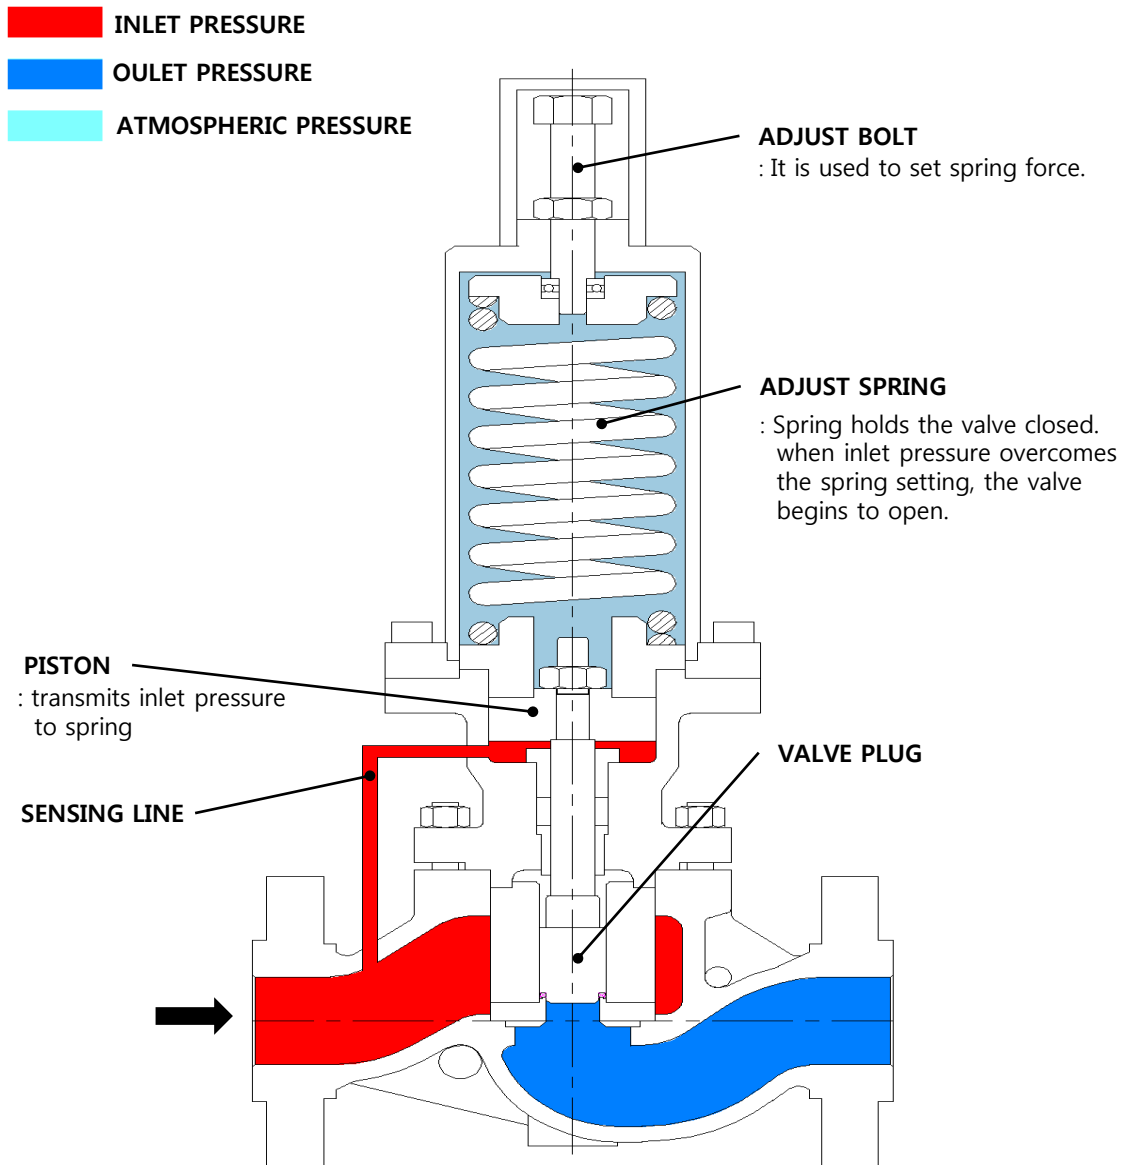 INLET PRESSURE
OULET PRESSURE
ATMOSPHERIC PRESSURE
ADJUST BOLT
: It is used to set spring force.
ADJUST SPRING
: Spring holds the valve closed.
when inlet pressure overcomes
the spring setting, the valve
begins to open.
PISTON
: transmits inlet pressure
to spring
VALVE PLUG
SENSING LINE